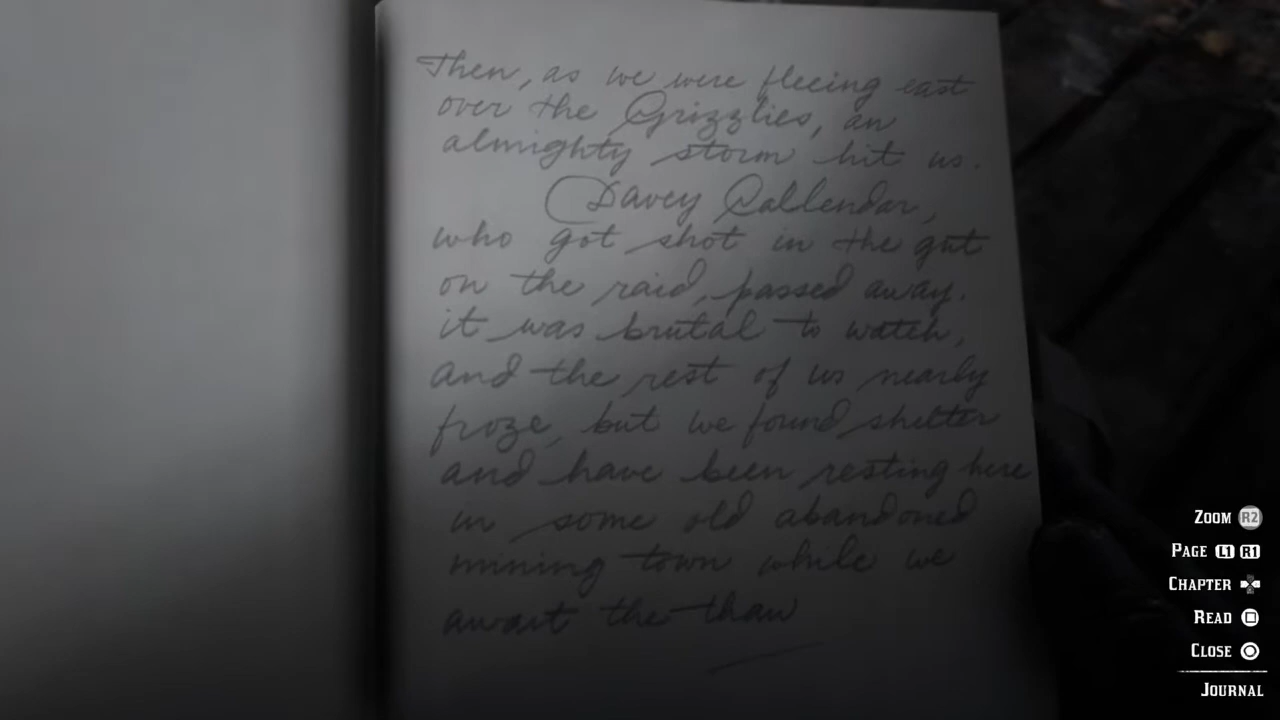 Then, as we were fleeing east
over the Grizzlies, an
almighty storm hit us.
Davey Callendar,
who got shot in the gut
on the raid, passed away.
it was brutal to watch,
and the rest of us nearly
froze, but we found shelter
and have been resting here
in some old abandoned
mining town while we
await the thaw
ZOOM R2
PAGE L1 R1
CHAPTER
READ
CLOSE
JOURNAL